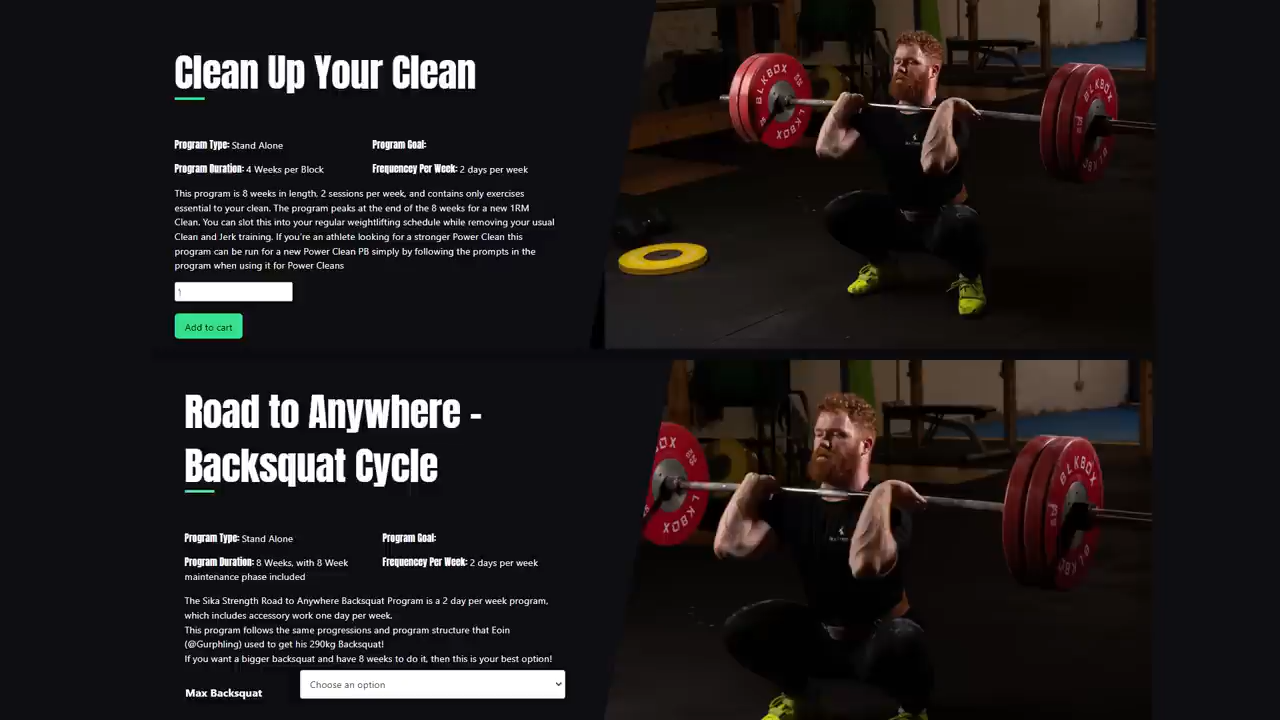 Clean Up Your Clean
Program Type: Stand Alone
Program Goal:
Program Duration: 4 Weeks per Block
Frequencey Per Week: 2 days per week
This program is 8 weeks in length, 2 sessions per week, and contains only exercises
essential to your clean. The program peaks at the end of the 8 weeks for a new 1RM
Clean. You can slot this into your regular weightlifting schedule while removing your usual
Clean and Jerk training. If you're an athlete looking for a stronger Power Clean this
program can be run for a new Power Clean PB simply by following the prompts in the
program when using it for Power Cleans
1
Add to cart
BLKBOX
BLKBOX
Road to Anywhere -
Backsquat Cycle
Program Type: Stand Alone
Program Goal:
Program Duration: 8 Weeks, with 8 Week
maintenance phase included
Frequencey Per Week: 2 days per week
The Sika Strength Road to Anywhere Backsquat Program is a 2 day per week program,
which includes accessory work one day per week.
This program follows the same progressions and program structure that Eoin
(@Gurphling) used to get his 290kg Backsquat!
If you want a bigger backsquat and have 8 weeks to do it, then this is your best option!
Max Backsquat
Choose an option
BLKBOX